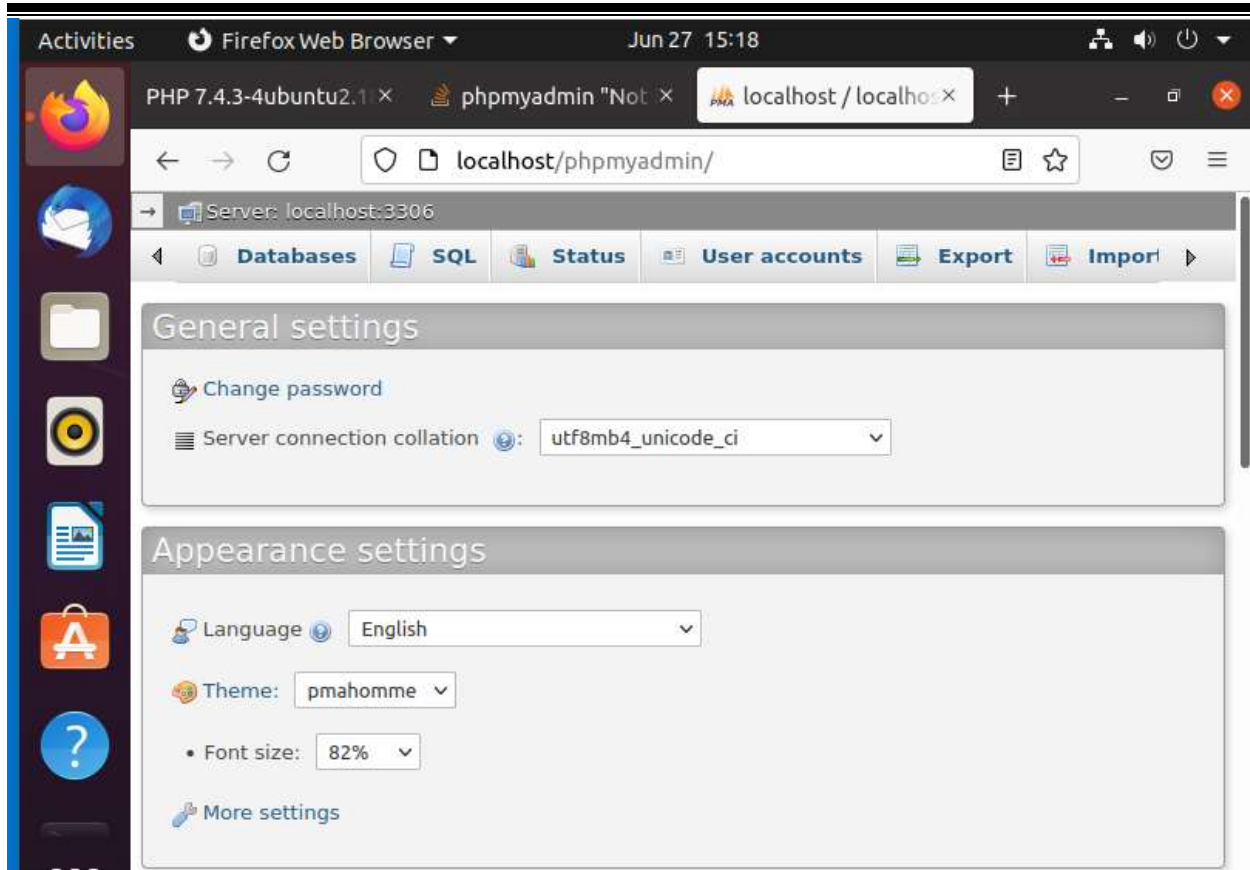 Activities Firefox Web Browser Jun 27 15:18
PHP 7.4.3-4ubuntu2.1 phpmyadmin "Not localhost / localhos
localhost/phpmyadmin/
Server: localhost:3306
Databases SQL Status User accounts Export Import
General settings
Change password
Server connection collation : utf8mb4_unicode_ci
Appearance settings
Language English
Theme: pmahomme
• Font size: 82%
More settings